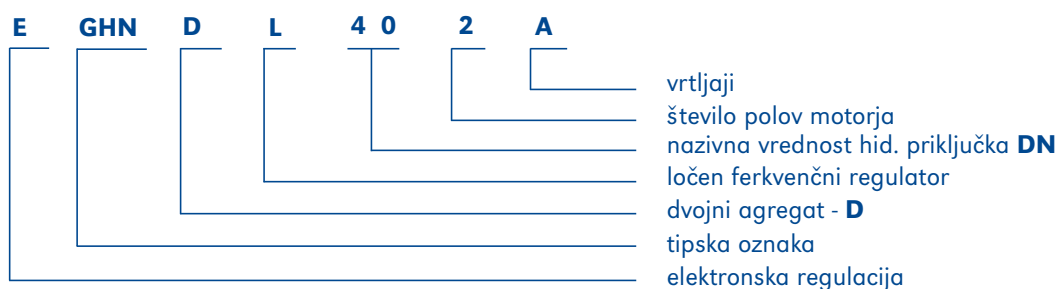 E GHN D L 4 0 2 A
vrtljaji
število polov motorja
nazivna vrednost hid. priključka DN
ločen ferkvenčni regulator
dvojni agregat - D
tipska oznaka
elektronska regulacija